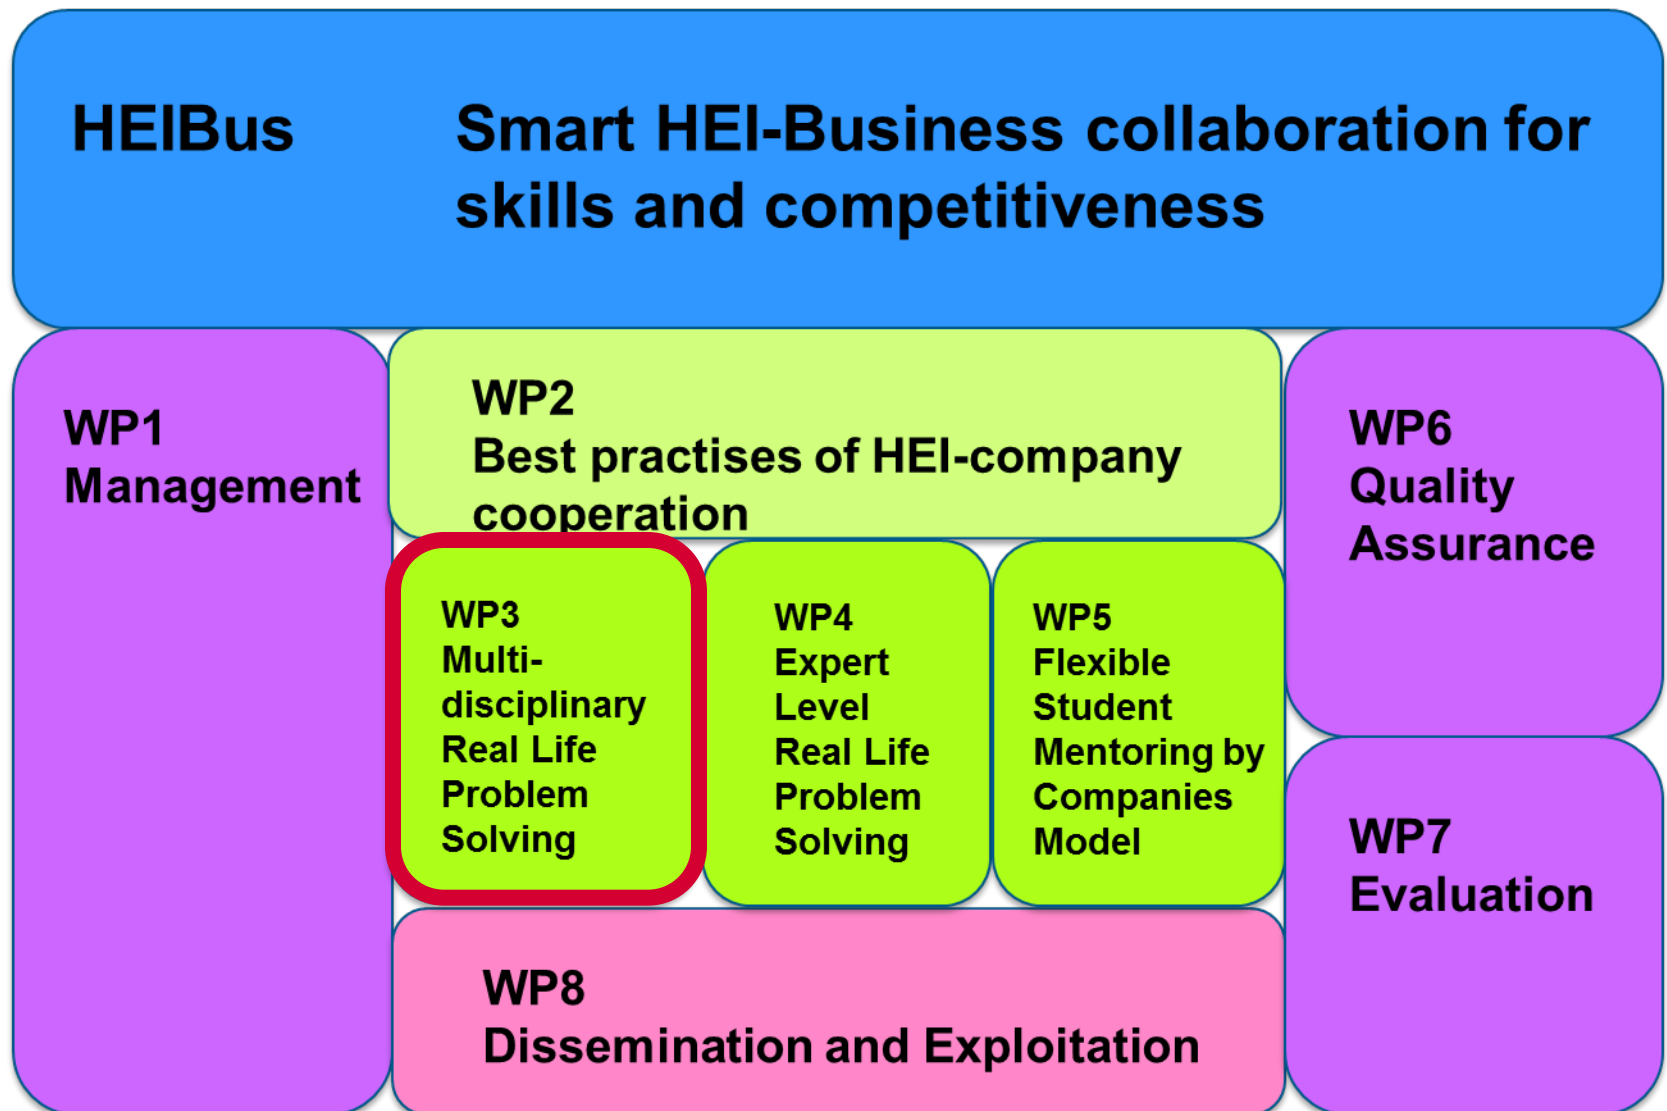 HEIBus
Smart HEI-Business collaboration for
skills and competitiveness
WP1
Management
WP2
Best practises of HEI-company
cooperation
WP3
Multi-
disciplinary
Real Life
Problem
Solving
WP4
Expert
Level
Real Life
Problem
Solving
WP5
Flexible
Student
Mentoring by
Companies
Model
WP6
Quality
Assurance
WP7
Evaluation
WP8
Dissemination and Exploitation